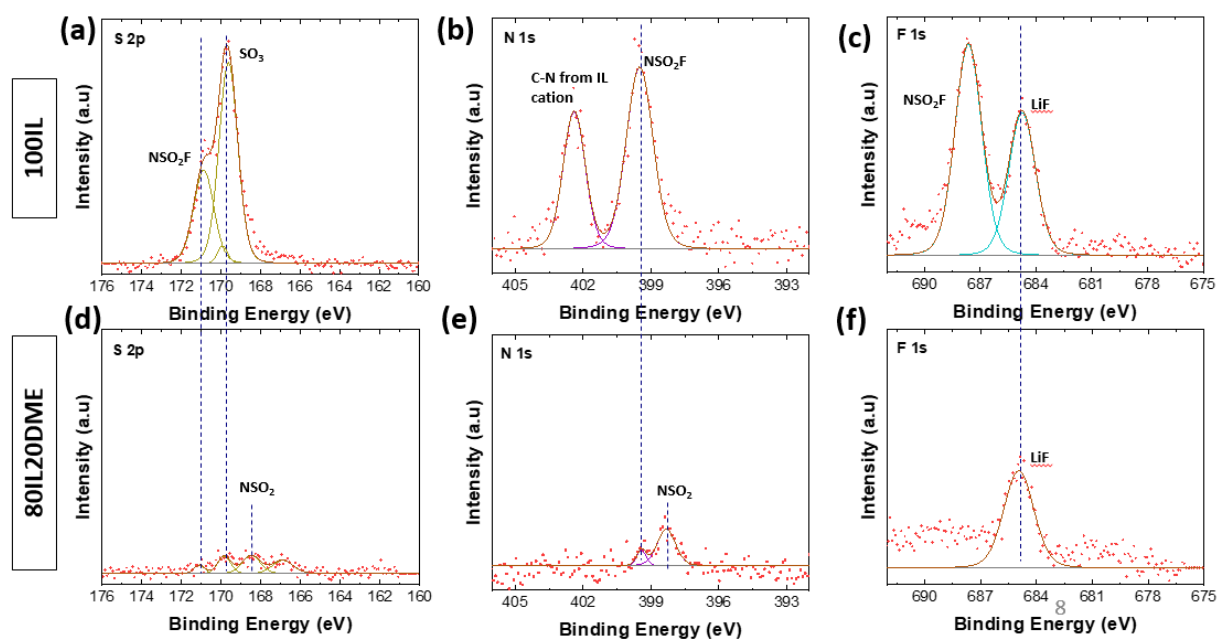 (a)
S 2p
SO3
NSO2F
100IL
Intensity (a.u)
176 174 172 170 168 166 164 162 160
Binding Energy (eV)
(b)
N 1s
NSO2F
C-N from IL
cation
Intensity (a.u)
405 402 399 396 393
Binding Energy (eV)
(c)
F 1s
NSO2F
LiF
Intensity (a.u)
690 687 684 681 678 675
Binding Energy (eV)
(d)
S 2p
NSO2
80IL20DME
Intensity (a.u)
176 174 172 170 168 166 164 162 160
Binding Energy (eV)
(e)
N 1s
NSO2
Intensity (a.u)
405 402 399 396 393
Binding Energy (eV)
(f)
F 1s
LiF
Intensity (a.u)
690 687 684 681 678 675
8
Binding Energy (eV)